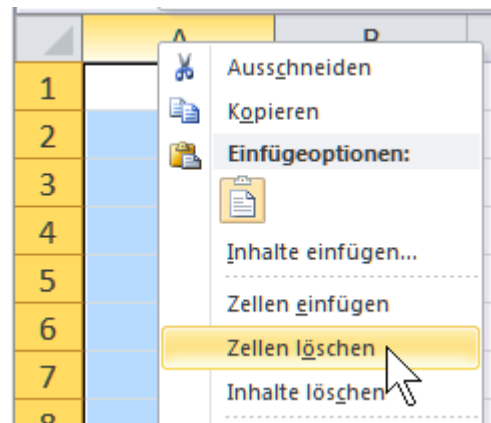 A
1
Ausschneiden
2
Kopieren
Einfügeoptionen:
3
4
Inhalte einfügen...
5
Zellen einfügen
6
Zellen löschen
7
Inhalte löschen